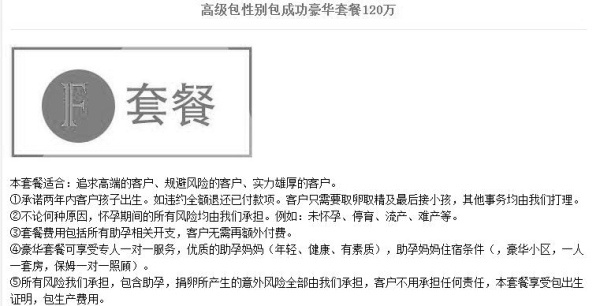 高级包性别包成功豪华套餐120万
F 套餐
本套餐适合：追求高端的客户、规避风险的客户、实力雄厚的客户。
①承诺两年内客户孩子出生。如违约全额退还已付款项。客户只需要取卵取精及最后接小孩，其他事务均由我们打理。
②不论何种原因，怀孕期间的所有风险均由我们承担。例如：未怀孕、停育、流产、难产等。
③套餐费用包括所有助孕相关开支，客户无需再额外付费。
④豪华套餐可享受专人一对一服务，优质的助孕妈妈（年轻、健康、有素质），助孕妈妈住宿条件（，豪华小区，一人
一套房，保姆一对一照顾）。
⑤所有风险我们承担，包含助孕，捐卵所产生的意外风险全部由我们承担，客户不用承担任何责任，本套餐享受包出生
证明，包生产费用。